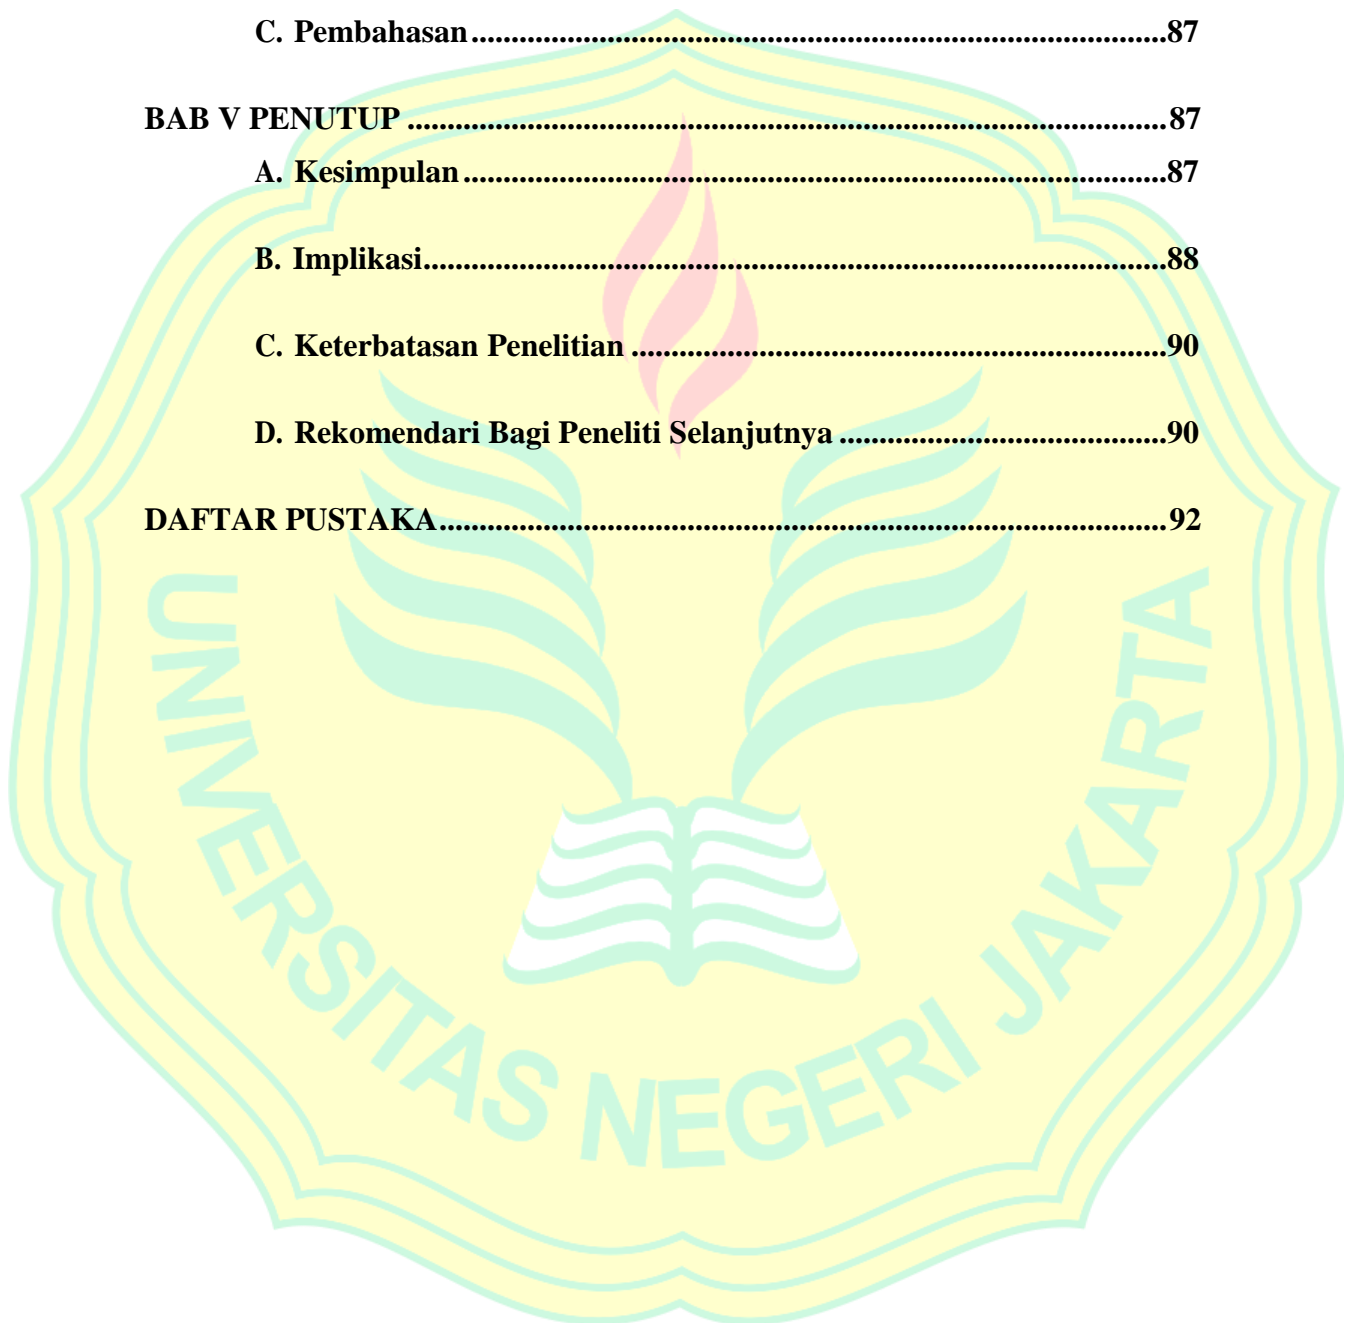 C. Pembahasan.......................................................................................87
BAB V PENUTUP ...............................................................................................87
A. Kesimpulan........................................................................................87
B. Implikasi.............................................................................................88
C. Keterbatasan Penelitian ...................................................................90
D. Rekomendari Bagi Peneliti Selanjutnya .........................................90
DAFTAR PUSTAKA...........................................................................................92
UNIVERSITAS NEGERI JAKARTA